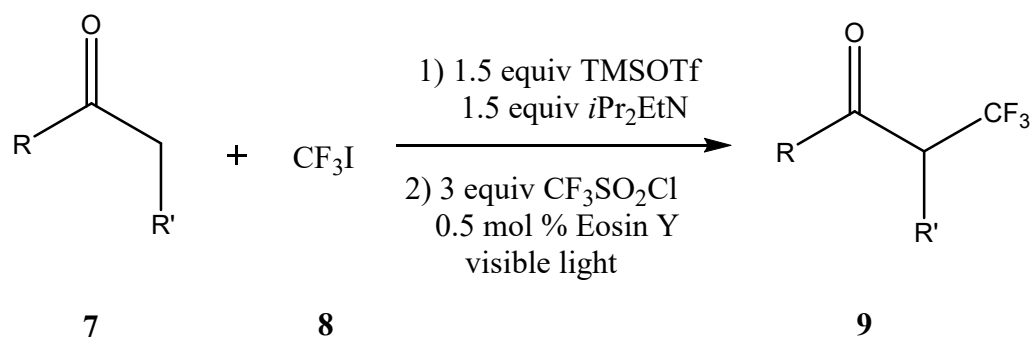 O
R
R'
7
+
CF₃I
8
1) 1.5 equiv TMSOTf
1.5 equiv iPr₂EtN
2) 3 equiv CF₃SO₂Cl
0.5 mol % Eosin Y
visible light
O
R
CF₃
R'
9